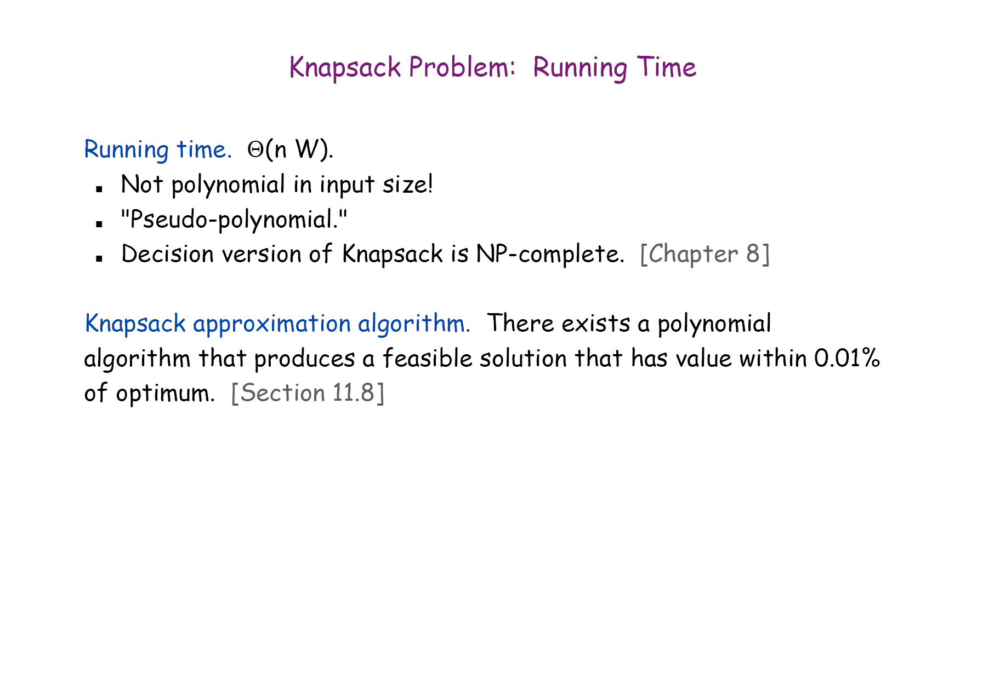 Knapsack Problem: Running Time
Running time. Θ(n W).
▪ Not polynomial in input size!
▪ "Pseudo-polynomial."
▪ Decision version of Knapsack is NP-complete. [Chapter 8]
Knapsack approximation algorithm. There exists a polynomial
algorithm that produces a feasible solution that has value within 0.01%
of optimum. [Section 11.8]